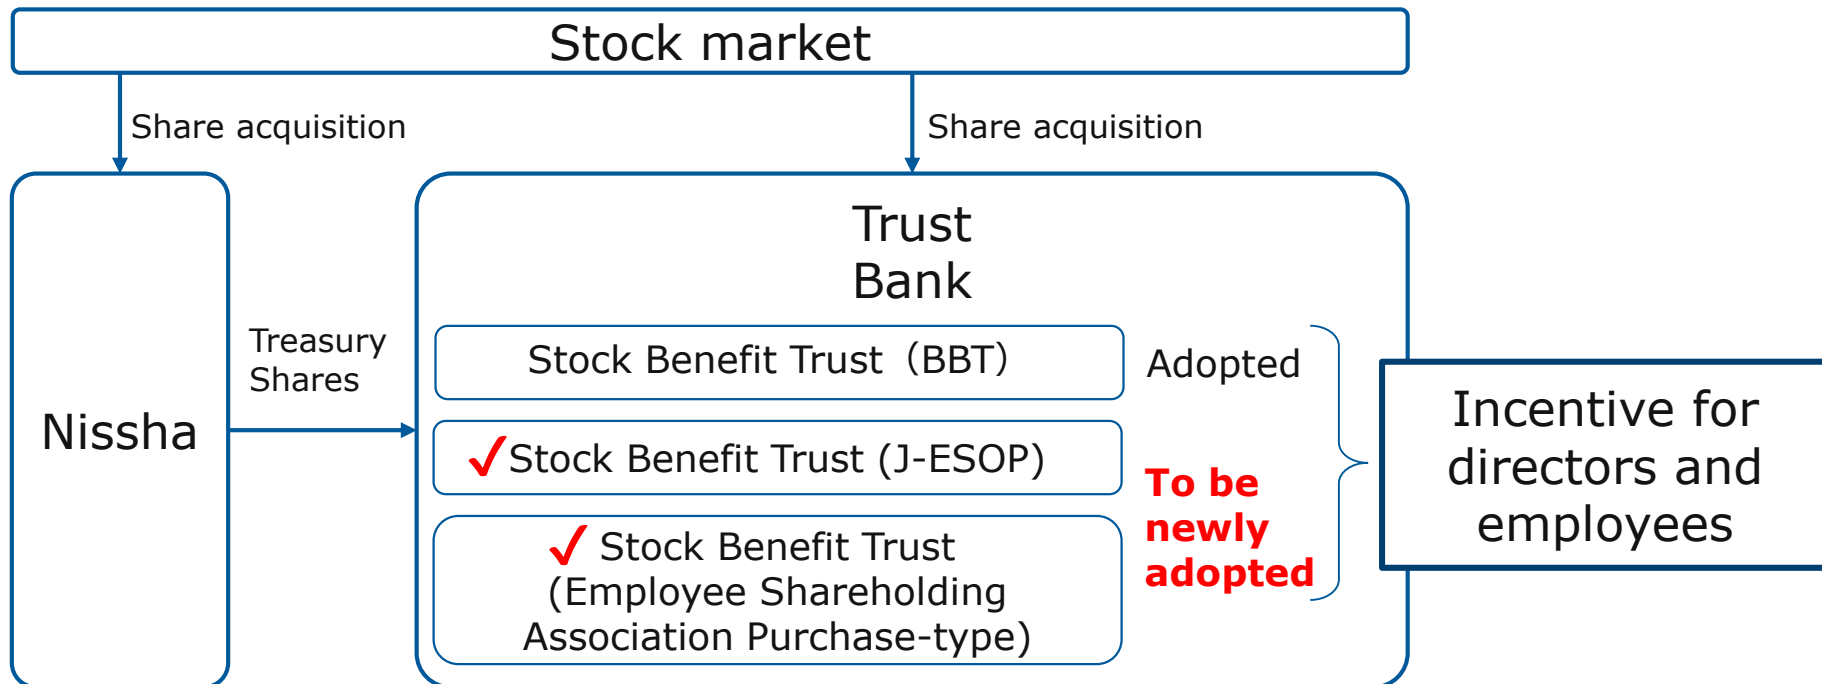 Stock market
Share acquisition
Share acquisition
Nissha
Treasury
Shares
Trust
Bank
Stock Benefit Trust（BBT）
Adopted
✓Stock Benefit Trust (J-ESOP)
✓ Stock Benefit Trust
(Employee Shareholding
Association Purchase-type)
To be
newly
adopted
Incentive for
directors and
employees